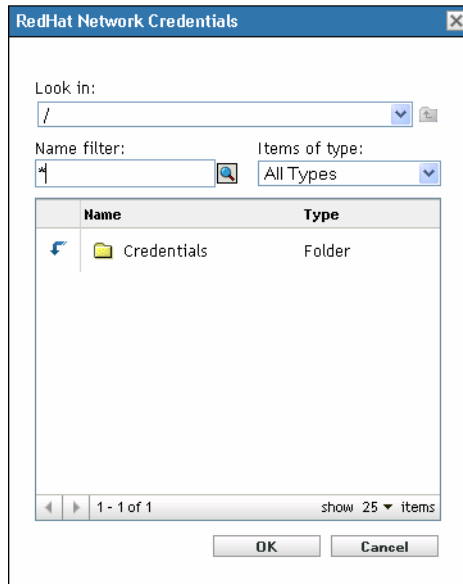 RedHat Network Credentials
Look in:
/
Name filter: Items of type:
* All Types
Name Type
Credentials Folder
1 - 1 of 1 show 25 items
OK Cancel